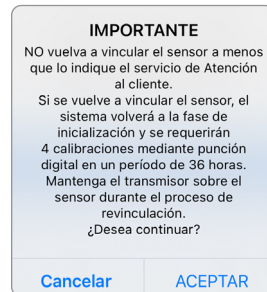 IMPORTANTE
NO vuelva a vincular el sensor a menos
que lo indique el servicio de Atención
al cliente.
Si se vuelve a vincular el sensor, el
sistema volverá a la fase de
inicialización y se requerirán
4 calibraciones mediante punción
digital en un período de 36 horas.
Mantenga el transmisor sobre el
sensor durante el proceso de
revinculación.
¿Desea continuar?
Cancelar ACEPTAR